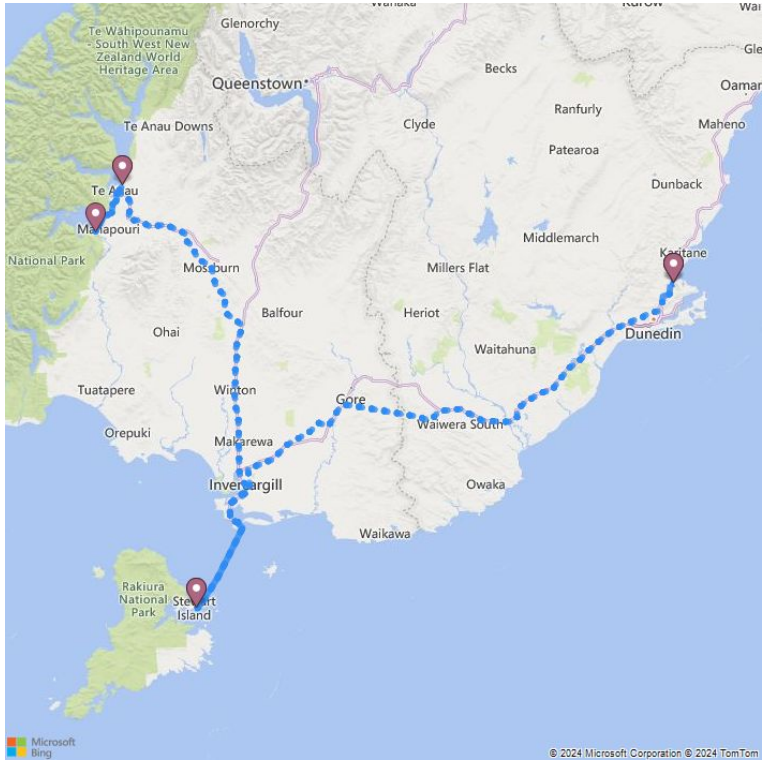 Glenorchy
Te Wāhipounamu
- South West New
Zealand World
Heritage Area
Queenstown
Becks
Oamar
Ranfurly
Maheno
Te Anau Downs
Clyde
Patearoa
Te Anau
Dunback
Manapouri
Middlemarch
Karitane
National Park
Mossburn
Millers Flat
Balfour
Heriot
Ohai
Waitahuna
Dunedin
Tuatapere
Winton
Gore
Orepuki
Makarewa
Waiwera South
Invercargill
Owaka
Waikawa
Rakiura
National
Park
Stewart
Island
Microsoft
Bing
© 2024 Microsoft Corporation © 2024 TomTom